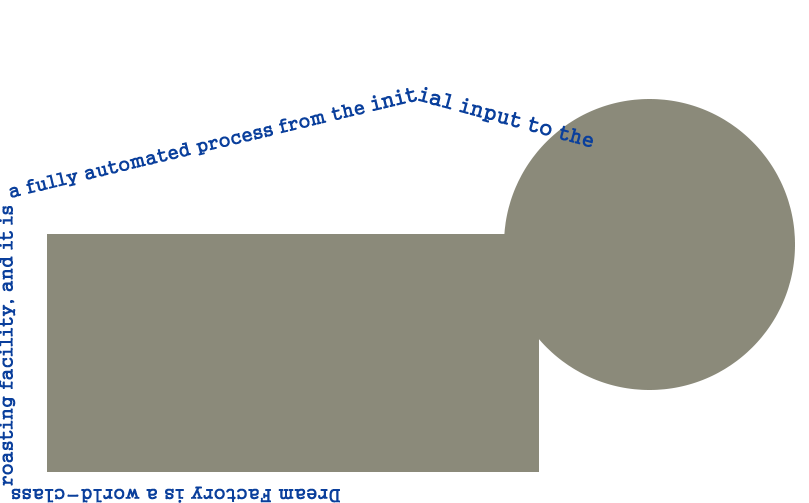 Dream Factory is a world-class
roasting facility, and it is
a fully automated process from the initial input to the